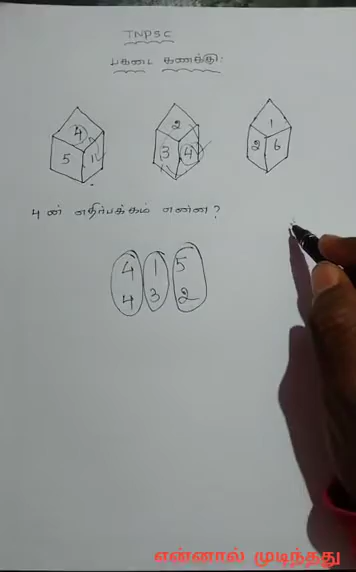 TNPSC
பகடை கணக்கு:
4 2 1
5 1 3 4 2 6
4 ன் எதிர்பக்கம் என்ன?
4 1 5
4 3 2
என்னால் முடிந்தது